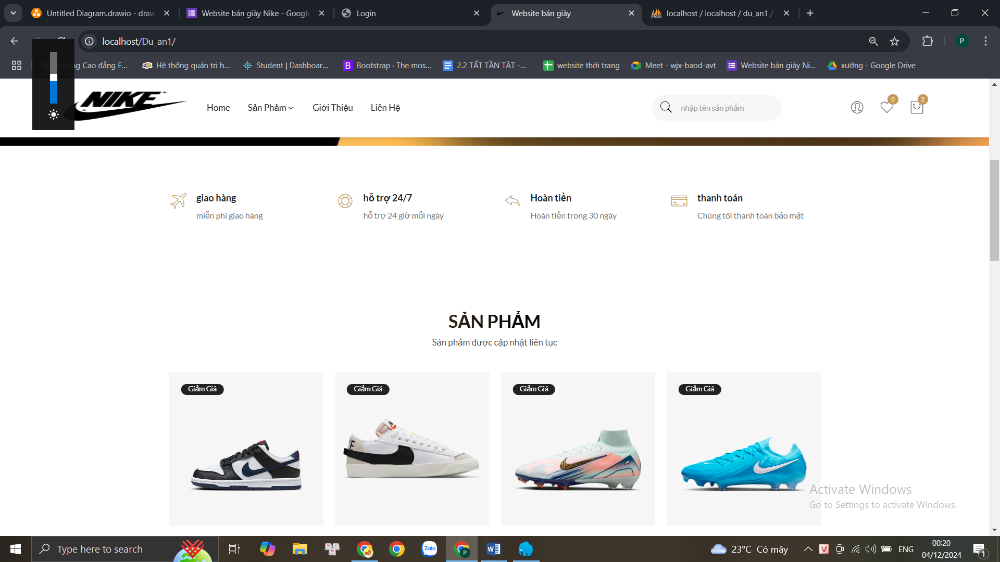 Untitled Diagram.drawio - draw
Website bán giày Nike - Google
Login
Website bán giày
localhost / localhost / du_an1 /
localhost/Du_an1/
P
ng Cao đẳng F...
Hệ thống quản trị h...
Student | Dashboar...
Bootstrap · The mos...
2.2 TẤT TẦN TẬT -...
website thời trang
Meet - wjx-baod-avt
Website bán giày Ni...
xưởng - Google Drive
NIKE
Home
Sản Phảm
Giới Thiệu
Liên Hệ
nhập tên sản phẩm
0
2
giao hàng
miễn phí giao hàng
hỗ trợ 24/7
hỗ trợ 24 giờ mỗi ngày
Hoàn tiền
Hoàn tiền trong 30 ngày
thanh toán
Chúng tôi thanh toán bảo mật
SẢN PHẨM
Sản phẩm được cập nhật liên tục
Giảm Giá
Giảm Giá
Giảm Giá
Giảm Giá
Activate Windows
Go to Settings to activate Windows.
Type here to search
Zalo
P
W
23°C Có mây
V
ENG
00:20
04/12/2024
1